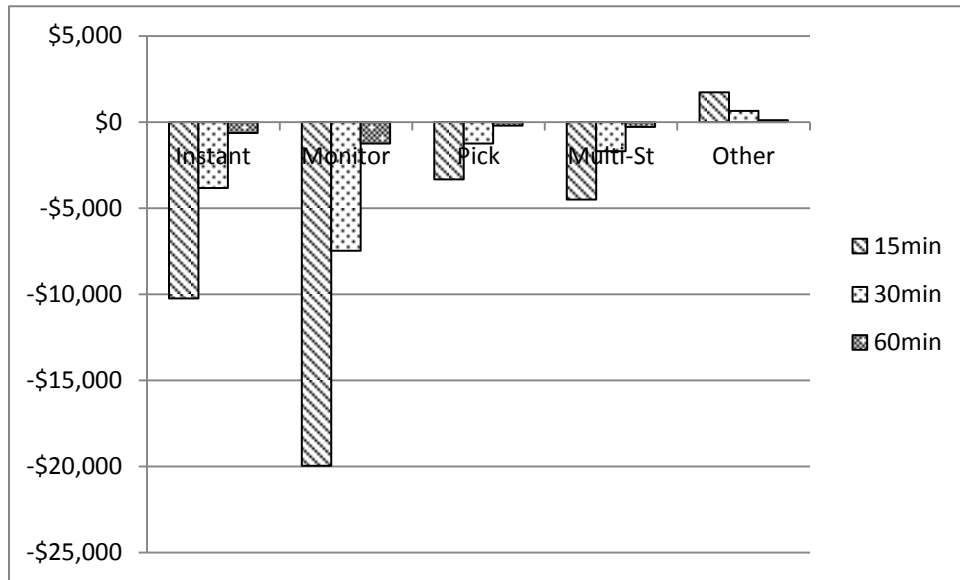 $5,000
$0
Instant Monitor Pick Multi-St Other
-$5,000
-$10,000
-$15,000
-$20,000
-$25,000
15min
30min
60min